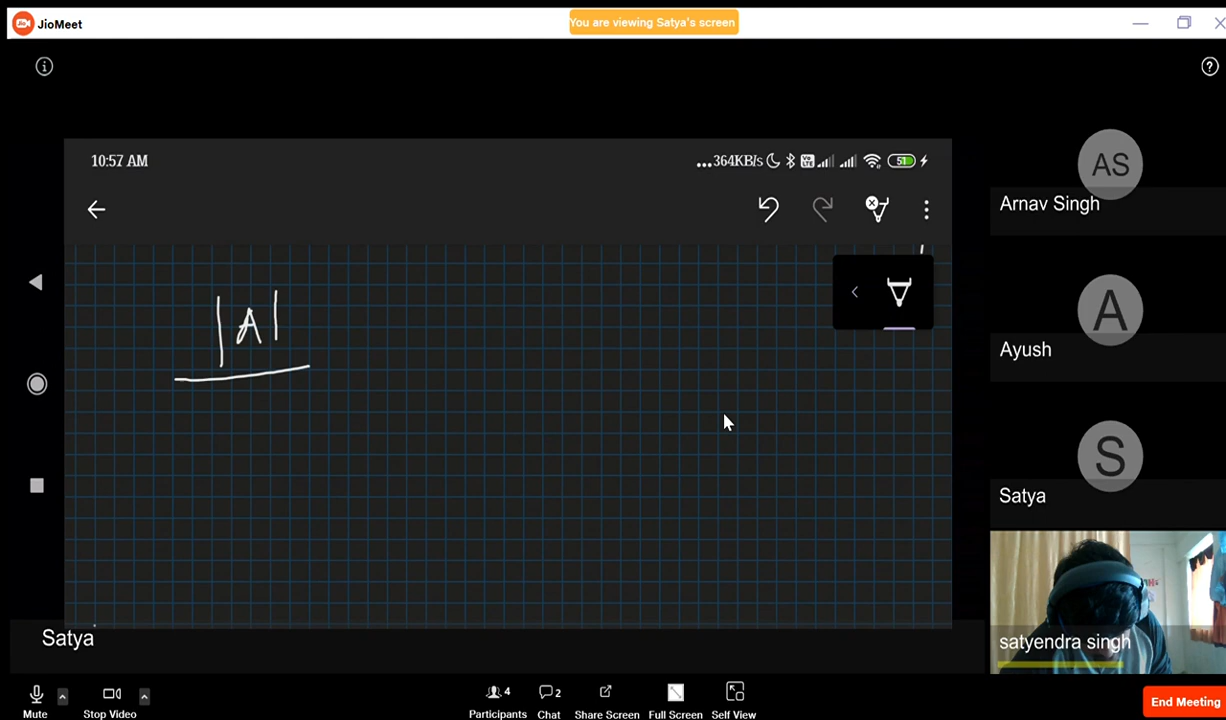 JioMeet
You are viewing Satya's screen
10:57 AM
...364KB/s
51
AS
Arnav Singh
|A|
A
Ayush
S
Satya
satyendra singh
Satya
4
2
Mute
Stop Video
Participants
Chat
Share Screen
Full Screen
Self View
End Meeting